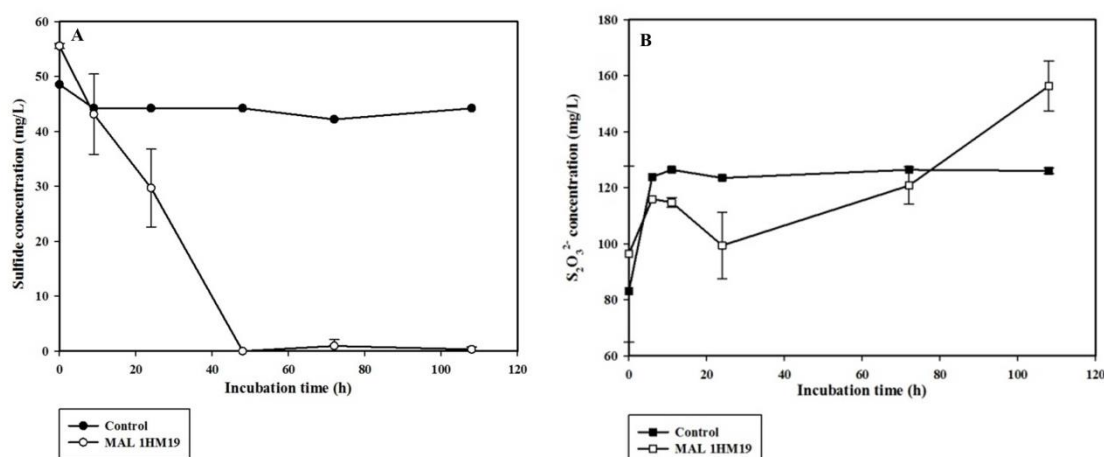 A
Sulfide concentration (mg/L)
60
50
40
30
20
10
0
0 20 40 60 80 100 120
Incubation time (h)
Control
MAL 1HM19
B
S₂O₃²⁻ concentration (mg/L)
180
160
140
120
100
80
60
0 20 40 60 80 100 120
Incubation time (h)
Control
MAL 1HM19